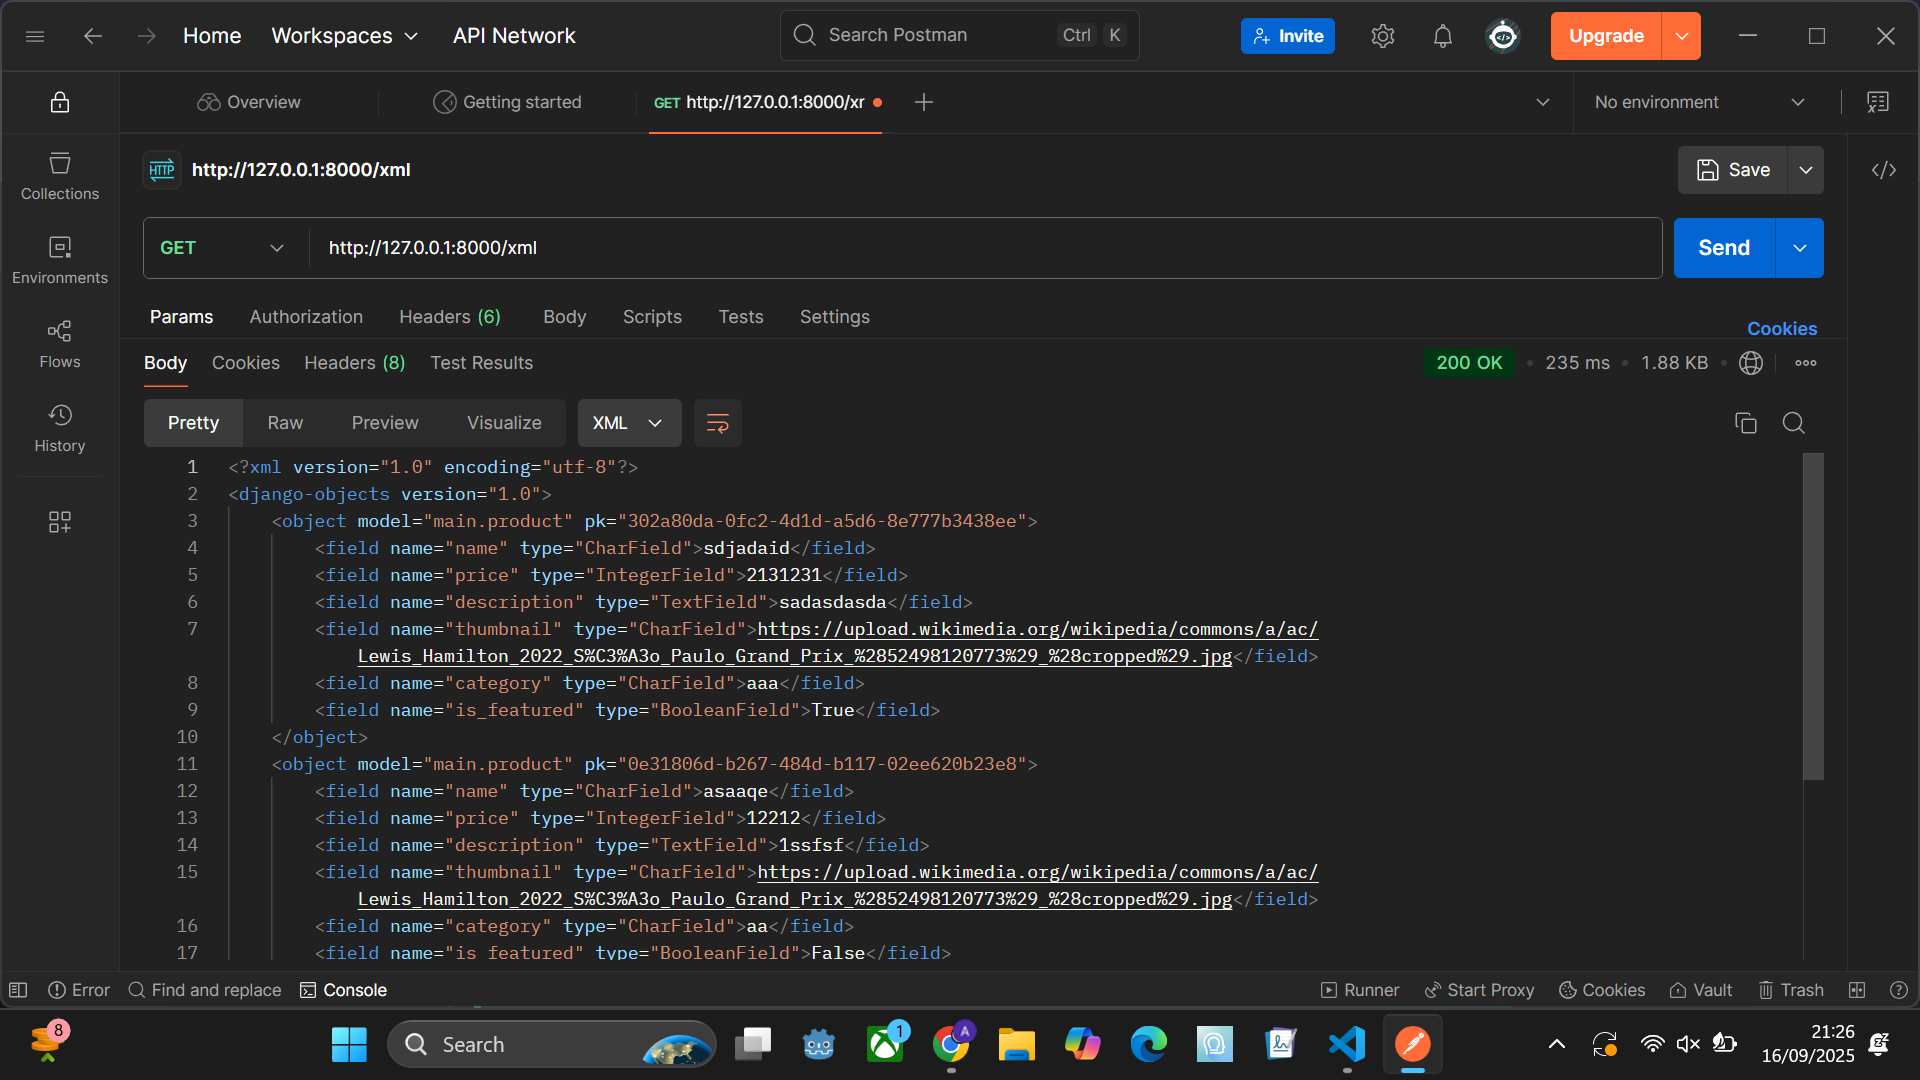 Home Workspaces API Network Search Postman Ctrl K Invite Upgrade
Overview Getting started GET http://127.0.0.1:8000/xr No environment
HTTP http://127.0.0.1:8000/xml Save
Collections
GET http://127.0.0.1:8000/xml Send
Environments
Params Authorization Headers (6) Body Scripts Tests Settings Cookies
Flows
Body Cookies Headers (8) Test Results 200 OK 235 ms 1.88 KB
History
Pretty Raw Preview Visualize XML
1 <?xml version="1.0" encoding="utf-8"?>
2 <django-objects version="1.0">
3 <object model="main.product" pk="302a80da-0fc2-4d1d-a5d6-8e777b3438ee">
4 <field name="name" type="CharField">sdjadaid</field>
5 <field name="price" type="IntegerField">2131231</field>
6 <field name="description" type="TextField">sadasdasda</field>
7 <field name="thumbnail" type="CharField">https://upload.wikimedia.org/wikipedia/commons/a/ac/
Lewis_Hamilton_2022_S%C3%A3o_Paulo_Grand_Prix_%2852498120773%29_%28cropped%29.jpg</field>
8 <field name="category" type="CharField">aaa</field>
9 <field name="is_featured" type="BooleanField">True</field>
10 </object>
11 <object model="main.product" pk="0e31806d-b267-484d-b117-02ee620b23e8">
12 <field name="name" type="CharField">asaaqe</field>
13 <field name="price" type="IntegerField">12212</field>
14 <field name="description" type="TextField">1ssfsf</field>
15 <field name="thumbnail" type="CharField">https://upload.wikimedia.org/wikipedia/commons/a/ac/
Lewis_Hamilton_2022_S%C3%A3o_Paulo_Grand_Prix_%2852498120773%29_%28cropped%29.jpg</field>
16 <field name="category" type="CharField">aa</field>
17 <field name="is_featured" type="BooleanField">False</field>
Error Find and replace Console Runner Start Proxy Cookies Vault Trash
8 Search 1 A 21:26
16/09/2025